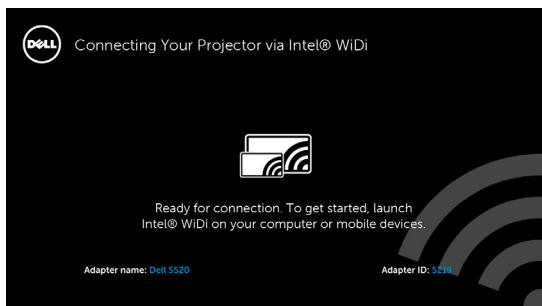 DELL
Connecting Your Projector via Intel® WiDi
Ready for connection. To get started, launch
Intel® WiDi on your computer or mobile devices.
Adapter name: Dell S520
Adapter ID: 5219